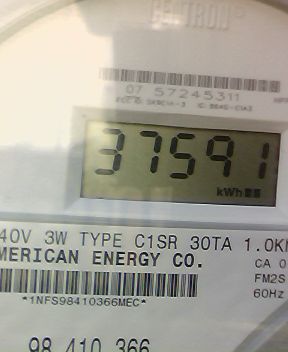 CENTRON®
07 57245311
37591
kWh
40V 3W TYPE C1SR 30TA 1.0K
MERICAN ENERGY CO.
CA 0
FM2S
60Hz
*1NFS98410366MEC*
98 410 366